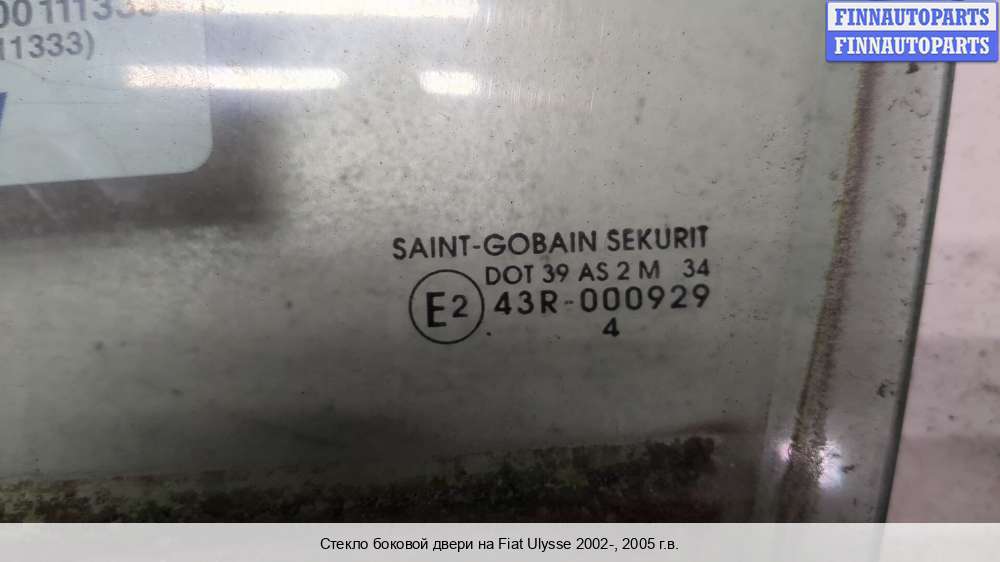 FINNAUTOPARTS
FINNAUTOPARTS
11333)
SAINT-GOBAIN SEKURIT
DOT 39 AS 2 M 34
E2 43R-000929
4
Стекло боковой двери на Fiat Ulysse 2002-, 2005 г.в.